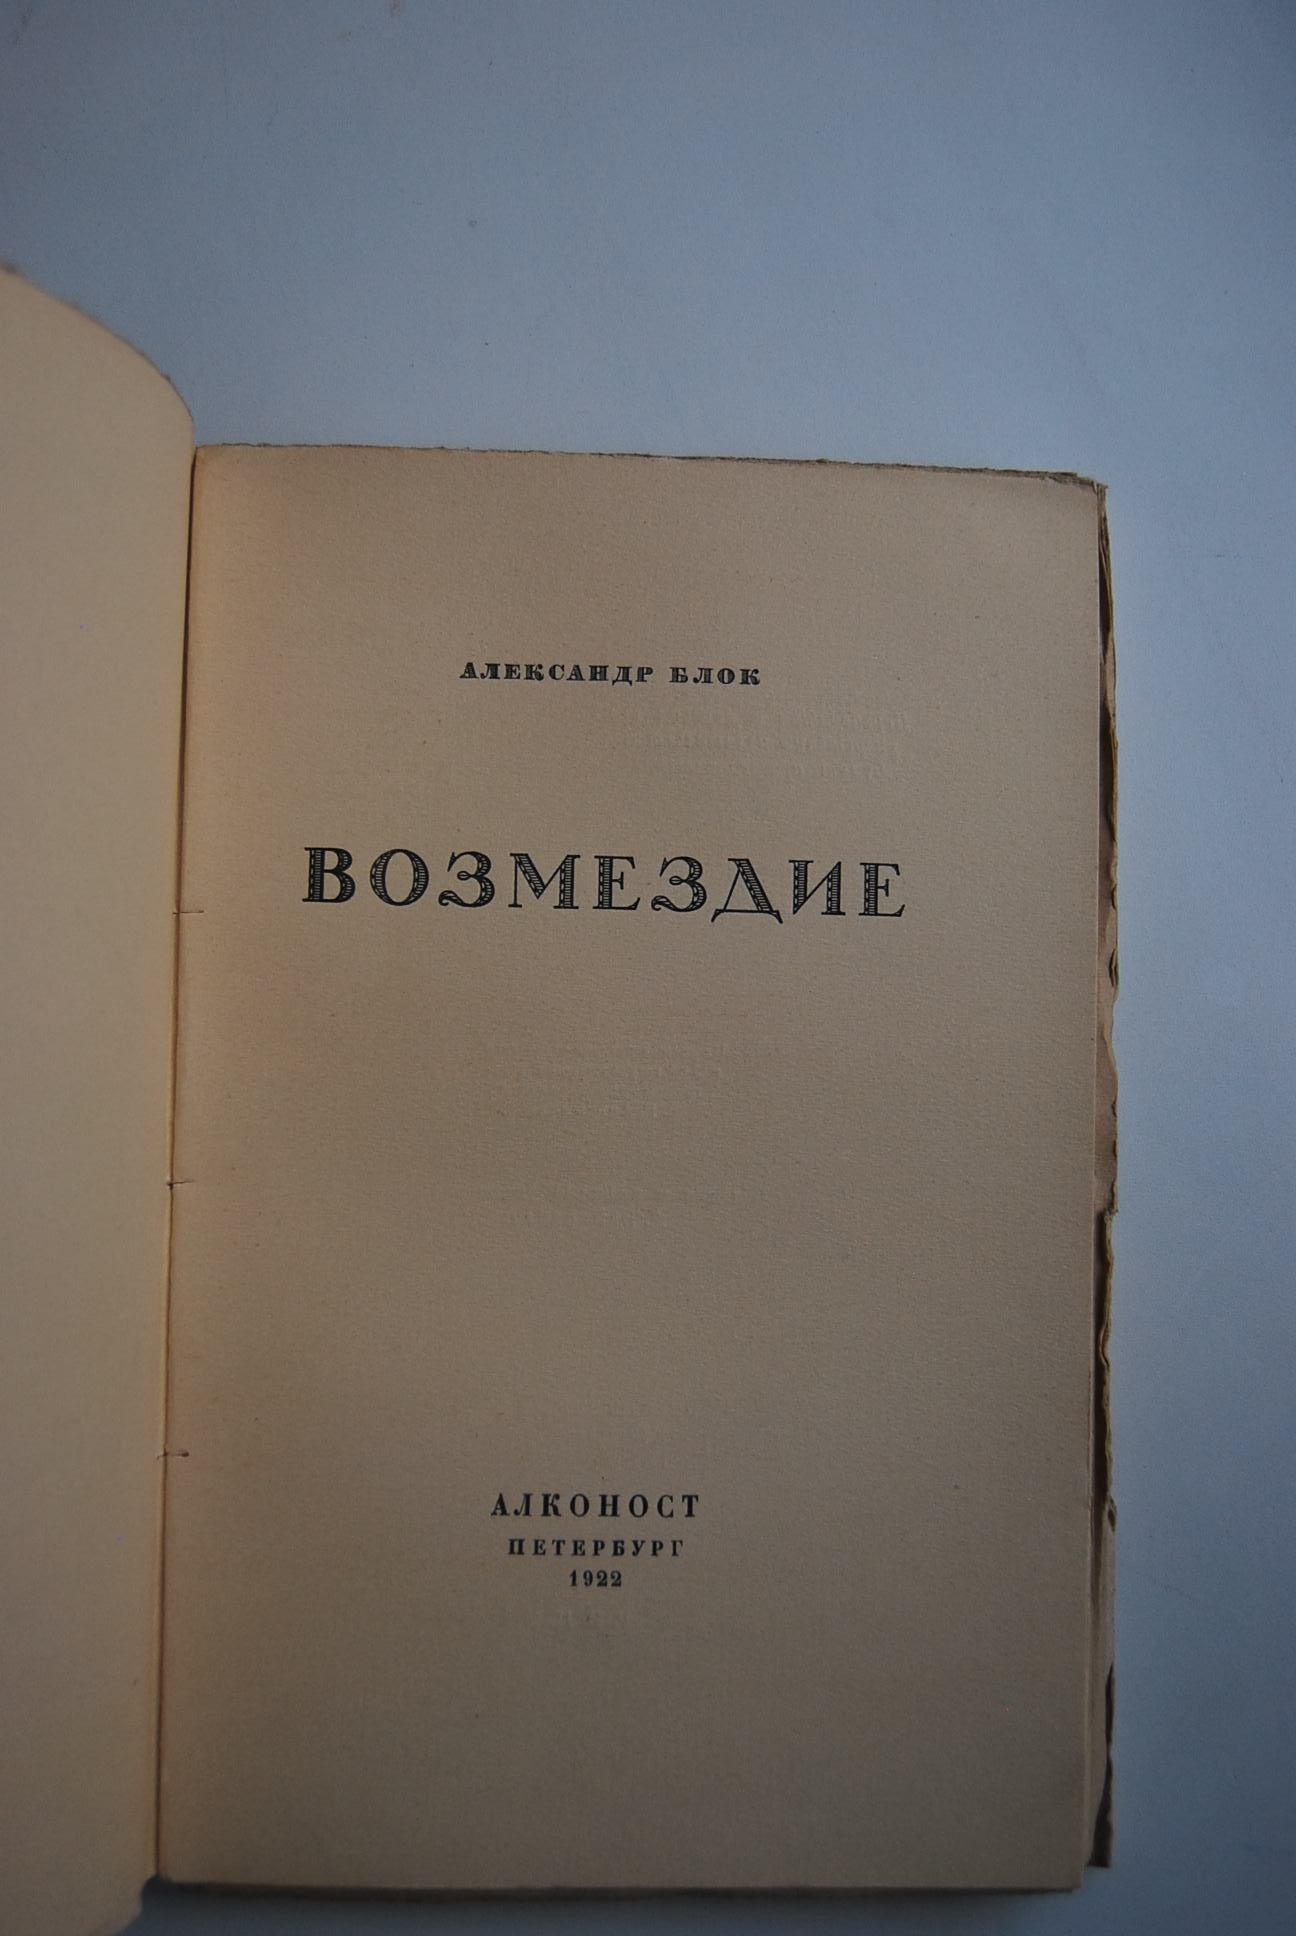 АЛЕКСАНДР БЛОК
ВОЗМЕЗДИЕ
АЛКОНОСТ
ПЕТЕРБУРГ
1922